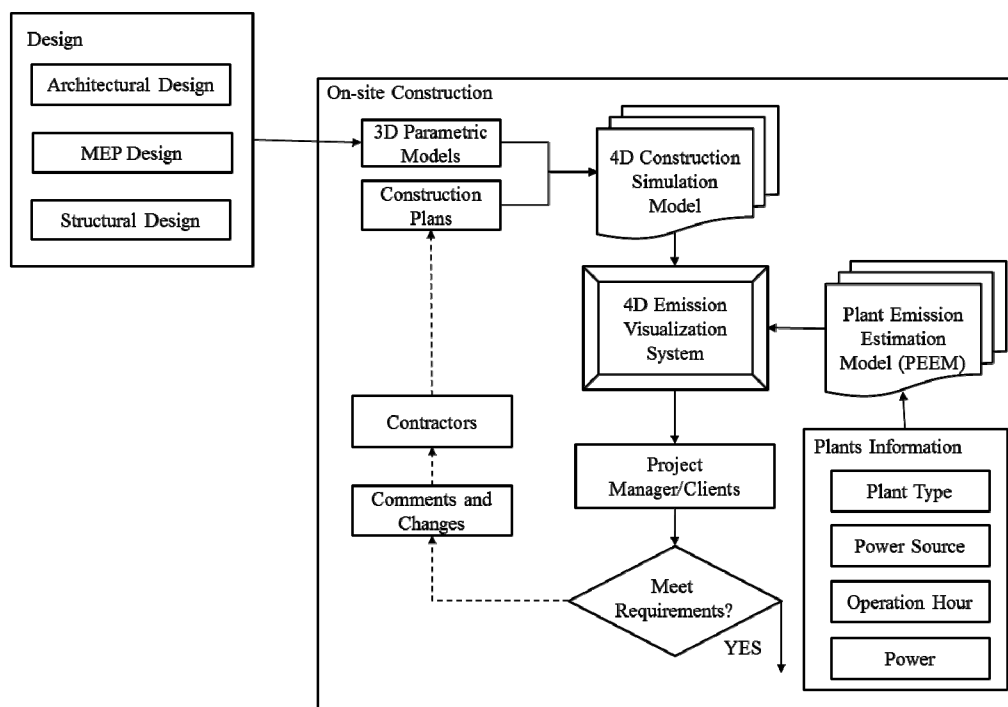 Design
Architectural Design
MEP Design
Structural Design
On-site Construction
3D Parametric
Models
Construction
Plans
4D Construction
Simulation
Model
4D Emission
Visualization
System
Plant Emission
Estimation
Model (PEEM)
Contractors
Comments and
Changes
Project
Manager/Clients
Meet
Requirements?
YES
Plants Information
Plant Type
Power Source
Operation Hour
Power